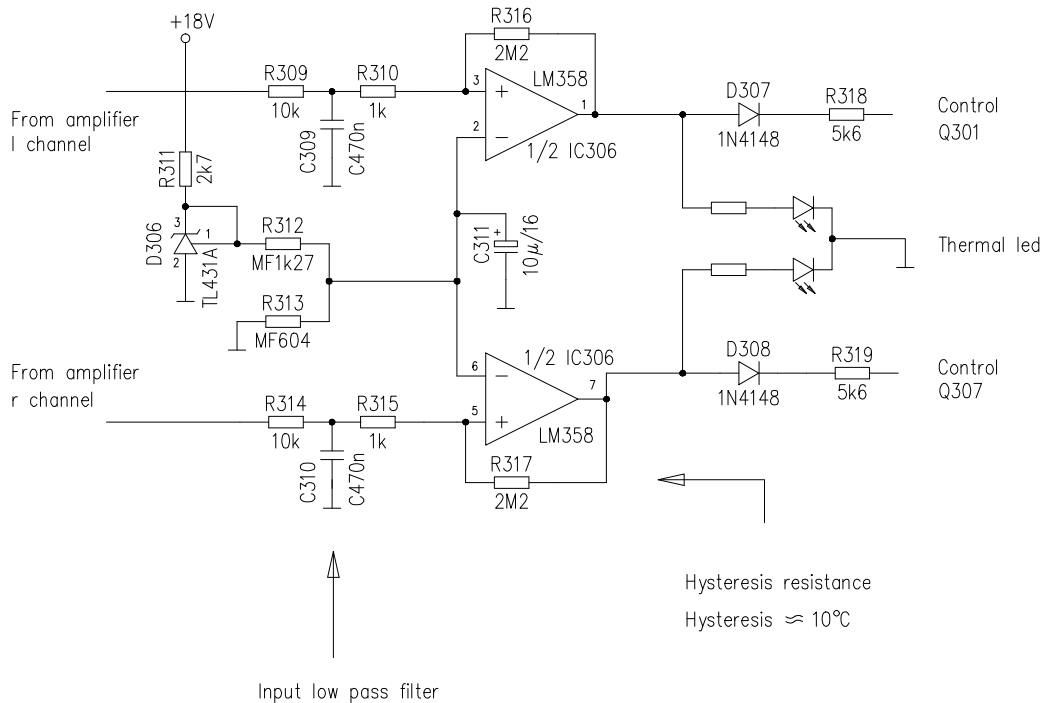 +18V
R316
2M2
R309
10k
R310
1k
3
LM358
1
2
1/2 IC306
D307
1N4148
R318
5k6
Control
Q301
From amplifier
l channel
C309
C470n
R311
2k7
D306
3
1
2
TL431A
R312
MF1k27
C311
+
10µ/16
Thermal led
R313
MF604
From amplifier
r channel
6
1/2 IC306
7
5
LM358
D308
1N4148
R319
5k6
Control
Q307
R314
10k
R315
1k
C310
C470n
R317
2M2
Hysteresis resistance
Hysteresis ≈ 10°C
Input low pass filter